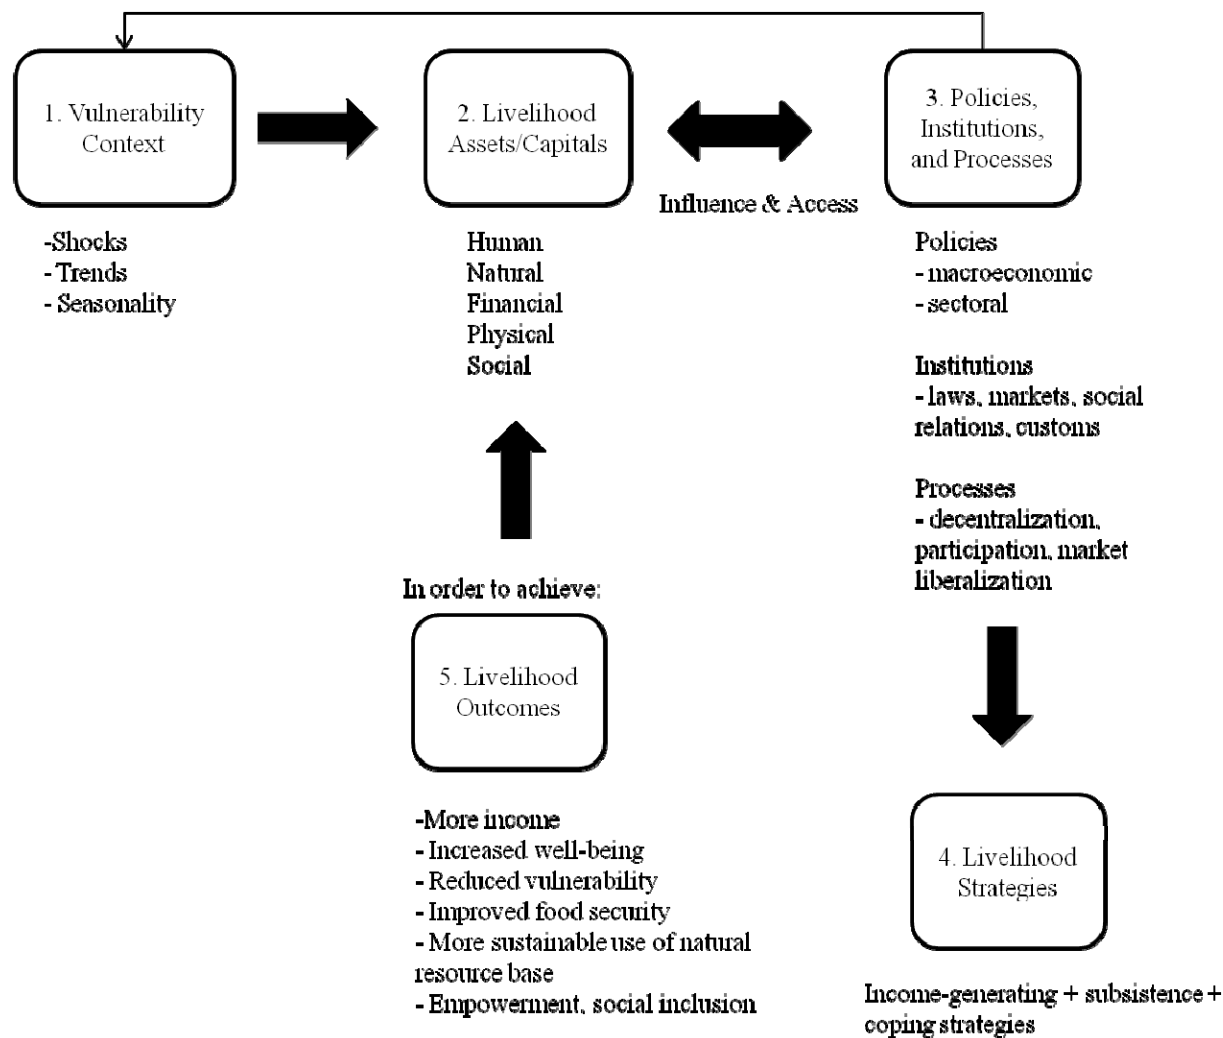 1. Vulnerability
Context
-Shocks
- Trends
- Seasonality
2. Livelihood
Assets/Capitals
Human
Natural
Financial
Physical
Social
Influence & Access
3. Policies,
Institutions,
and Processes
Policies
- macroeconomic
- sectoral
Institutions
- laws, markets, social
relations, customs
Processes
- decentralization,
participation, market
liberalization
4. Livelihood
Strategies
Income-generating + subsistence +
coping strategies
In order to achieve:
5. Livelihood
Outcomes
-More income
- Increased well-being
- Reduced vulnerability
- Improved food security
- More sustainable use of natural
resource base
- Empowerment, social inclusion